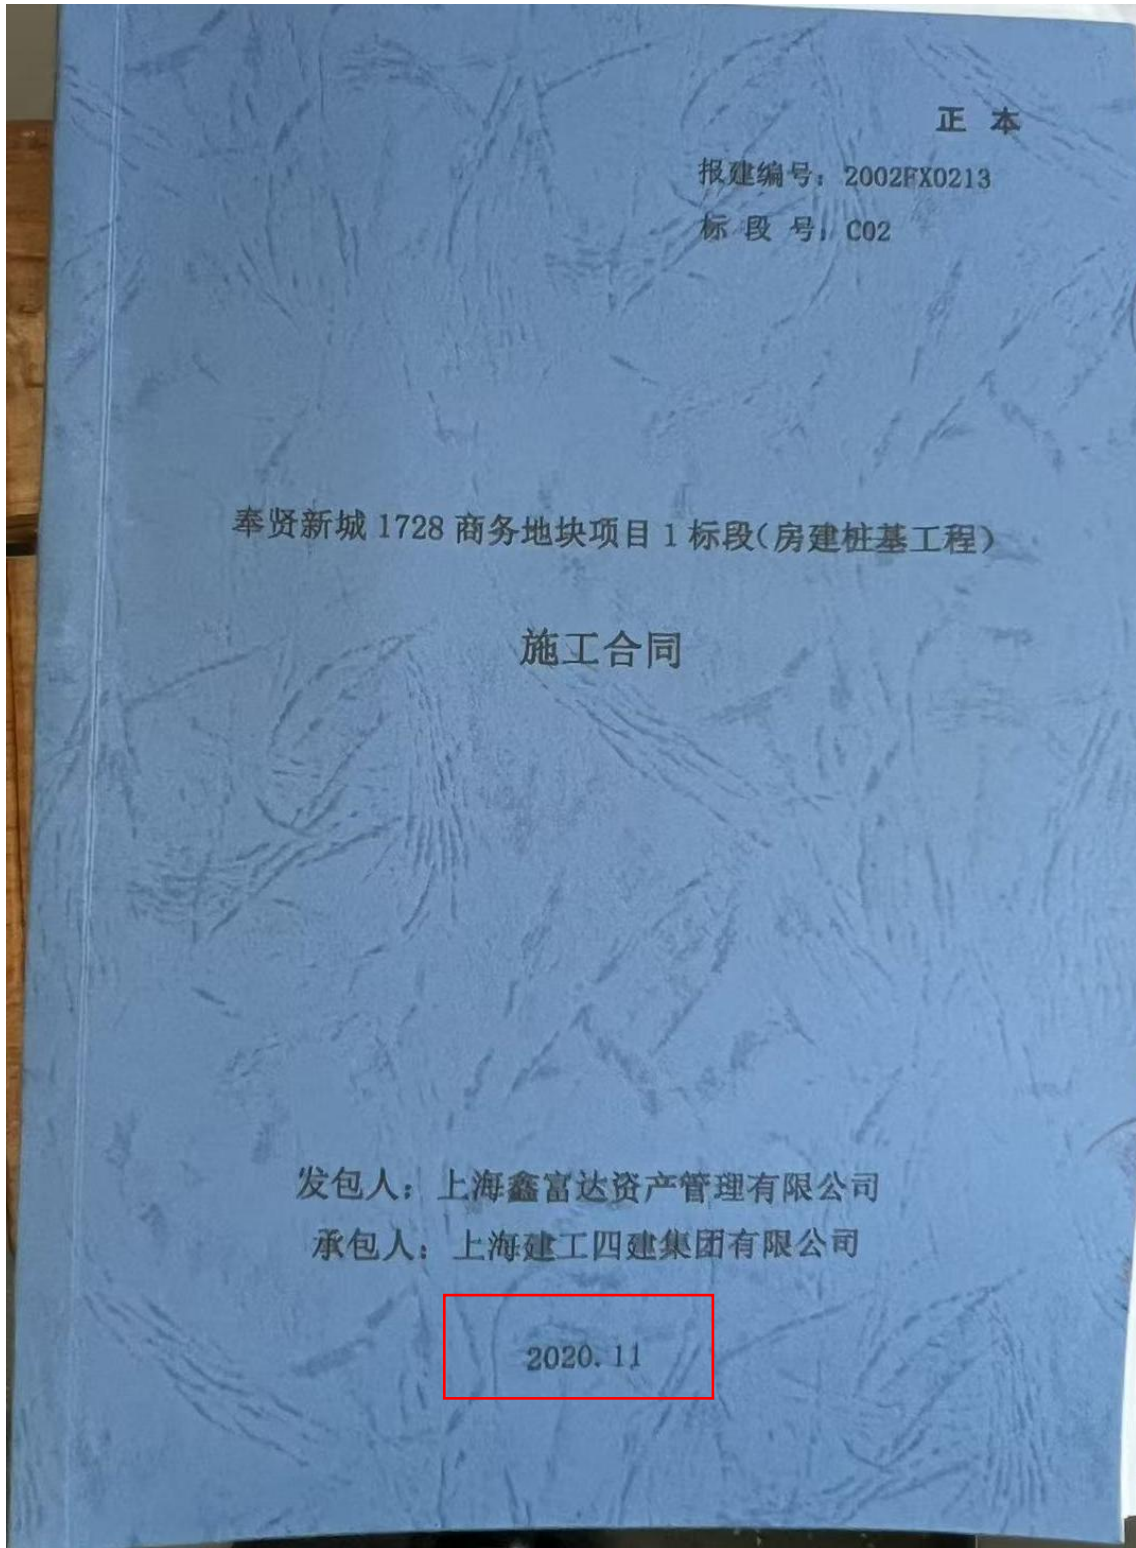 正 本
报建编号：2002FX0213
标 段 号：C02
奉贤新城 1728 商务地块项目 1 标段(房建桩基工程)
施工合同
发包人：上海鑫富达资产管理有限公司
承包人：上海建工四建集团有限公司
2020.11